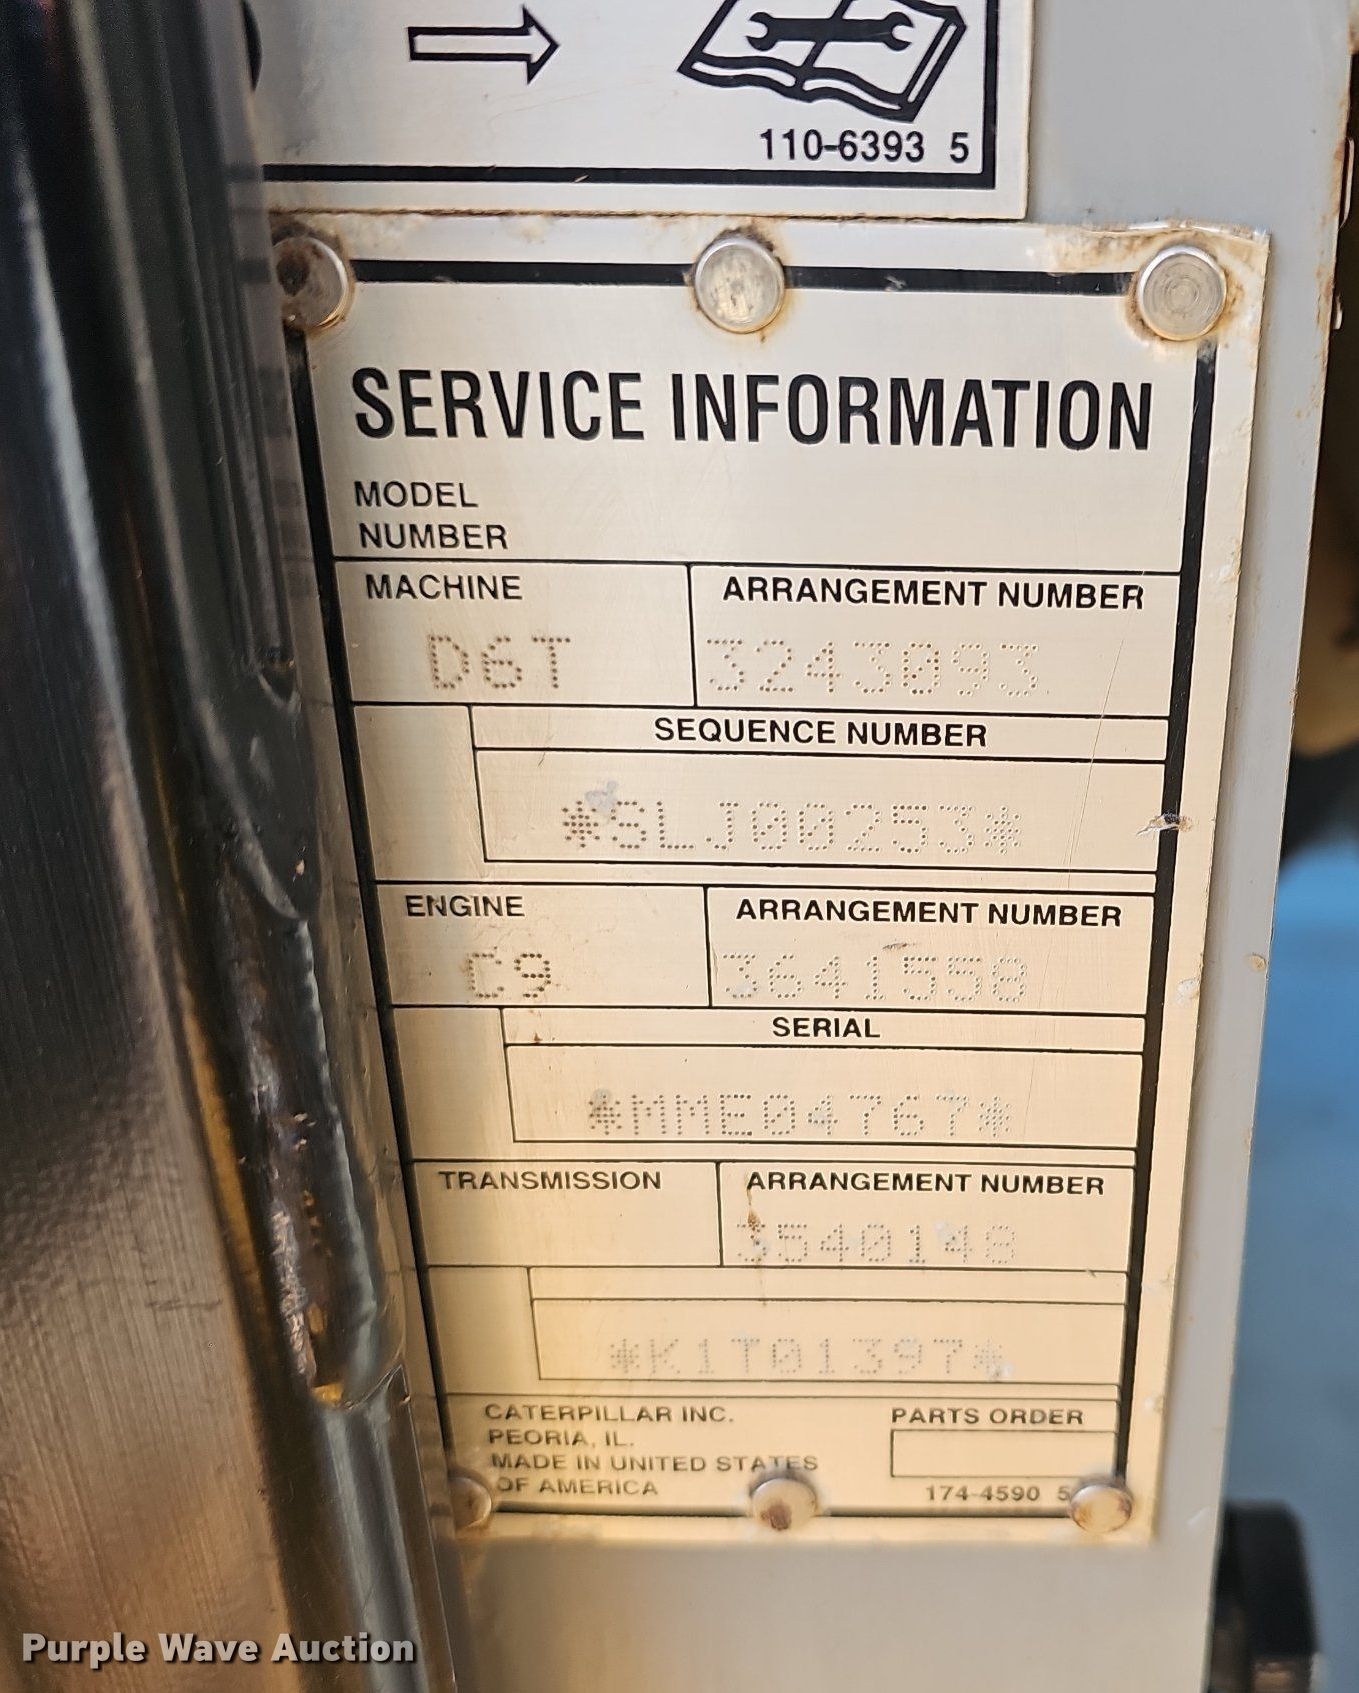 110-6393 5
SERVICE INFORMATION
MODEL
NUMBER
MACHINE
ARRANGEMENT NUMBER
D6T
3243093
SEQUENCE NUMBER
*SLJ00253*
ENGINE
ARRANGEMENT NUMBER
C9
3641558
SERIAL
*MME04767*
TRANSMISSION
ARRANGEMENT NUMBER
3540148
*K1T01397*
CATERPILLAR INC.
PEORIA, IL.
MADE IN UNITED STATES
OF AMERICA
PARTS ORDER
174-4590 5
Purple Wave Auction